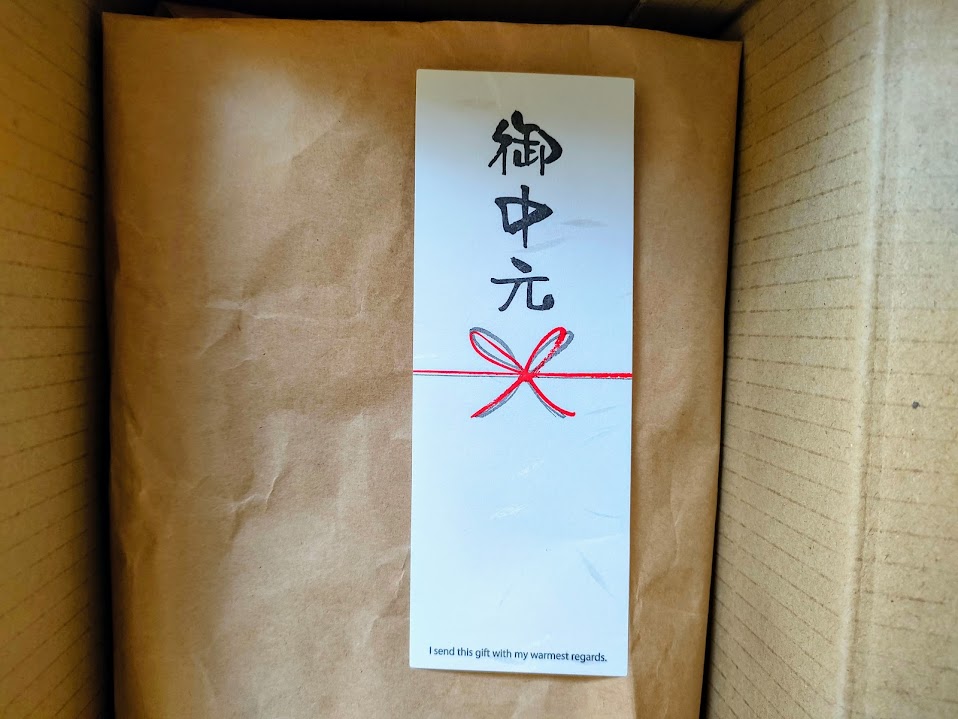 御中元
I send this gift with my warmest regards.